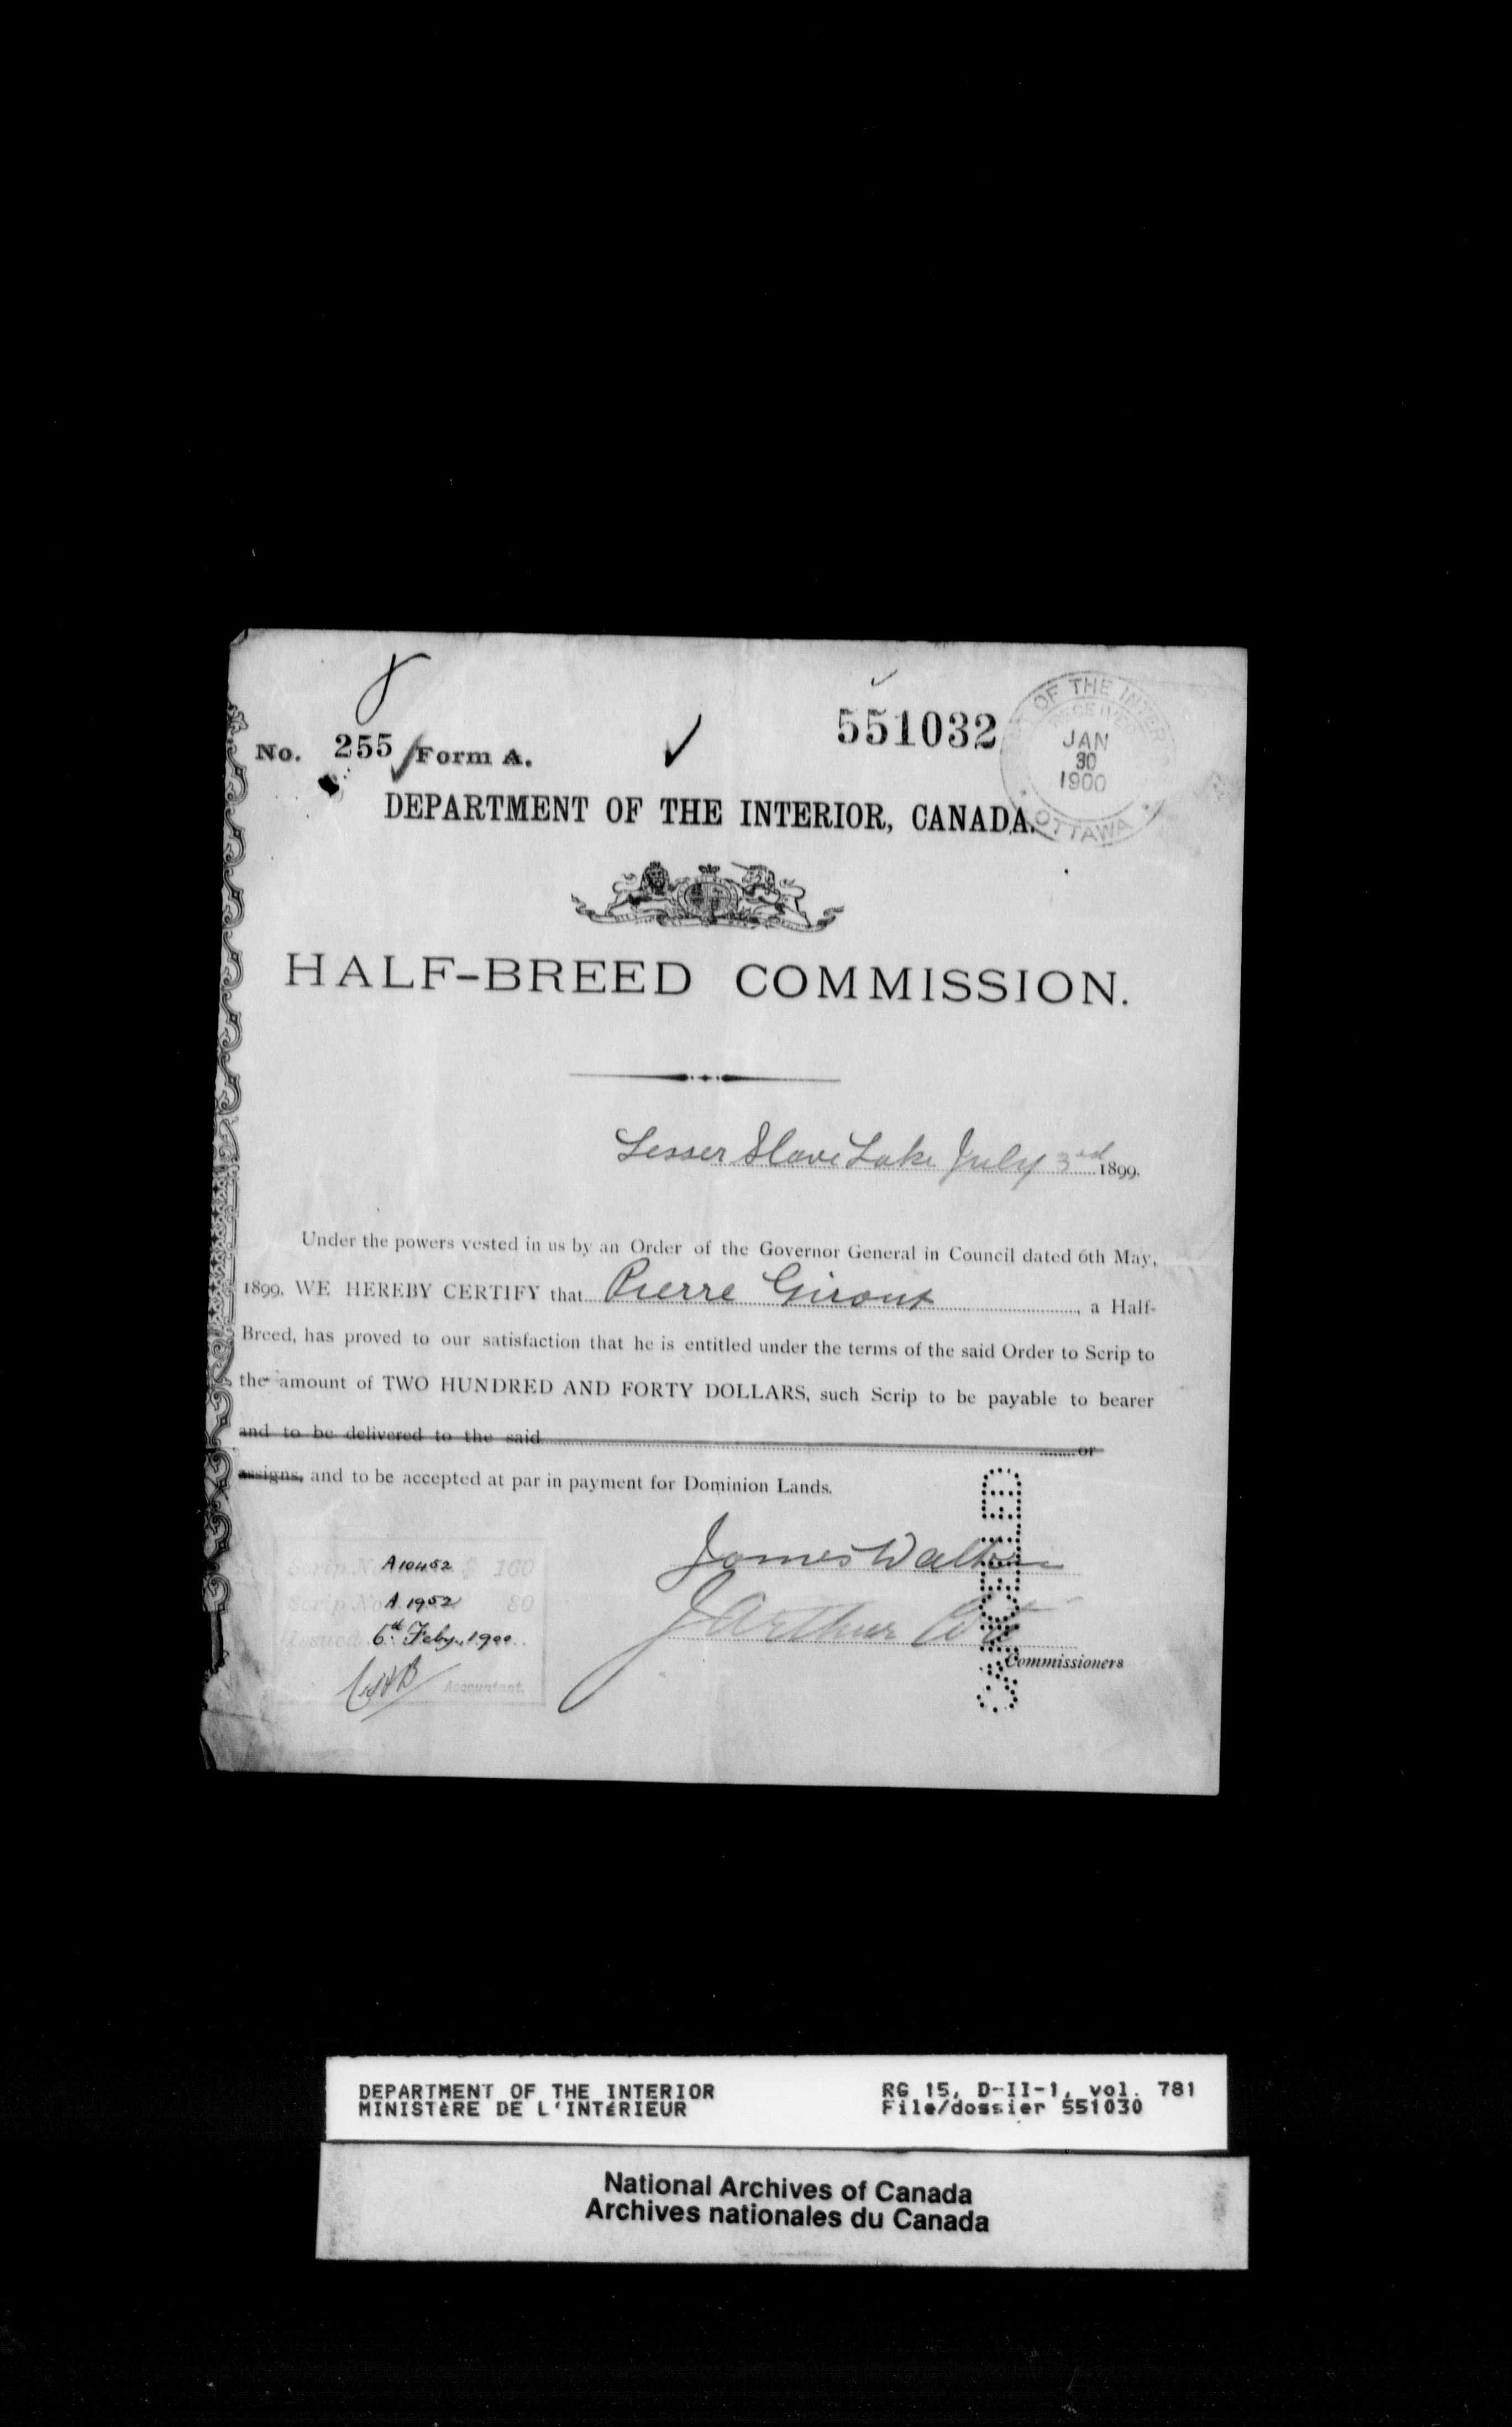 No. 255 Form A.
551032
DEPT OF THE INTERIOR
RECEIVED
JAN
30
1900
OTTAWA
DEPARTMENT OF THE INTERIOR, CANADA.
HALF-BREED COMMISSION.
Lesser Slave Lake July 3rd 1899.
Under the powers vested in us by an Order of the Governor General in Council dated 6th May,
1899, WE HEREBY CERTIFY that Pierre Giroux, a Half-
Breed, has proved to our satisfaction that he is entitled under the terms of the said Order to Scrip to
the amount of TWO HUNDRED AND FORTY DOLLARS, such Scrip to be payable to bearer
and to be delivered to the said or
assigns, and to be accepted at par in payment for Dominion Lands.
Scrip No. A 10452 $ 160
Scrip No. A 1952 80
Issued 6th Feby. 1900
Accountant.
James Walker
J Arthur Coté
Commissioners
CANCELLED
DEPARTMENT OF THE INTERIOR
MINISTÈRE DE L'INTÉRIEUR
RG 15, D-II-1, vol. 781
File/dossier 551030
National Archives of Canada
Archives nationales du Canada